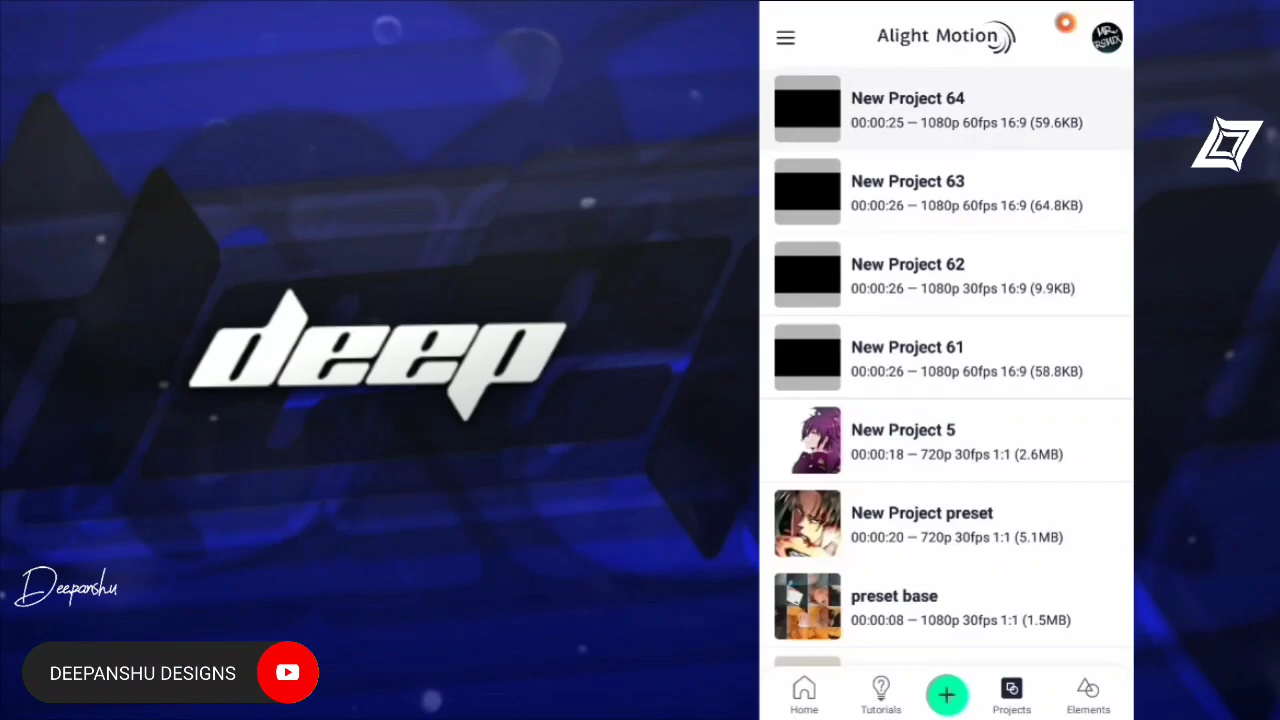 deep
Deepanshu
DEEPANSHU DESIGNS
Alight Motion
New Project 64
00:00:25 — 1080p 60fps 16:9 (59.6KB)
New Project 63
00:00:26 — 1080p 60fps 16:9 (64.8KB)
New Project 62
00:00:26 — 1080p 30fps 16:9 (9.9KB)
New Project 61
00:00:26 — 1080p 60fps 16:9 (58.8KB)
New Project 5
00:00:18 — 720p 30fps 1:1 (2.6MB)
New Project preset
00:00:20 — 720p 30fps 1:1 (5.1MB)
preset base
00:00:08 — 1080p 30fps 1:1 (1.5MB)
Home Tutorials Projects Elements